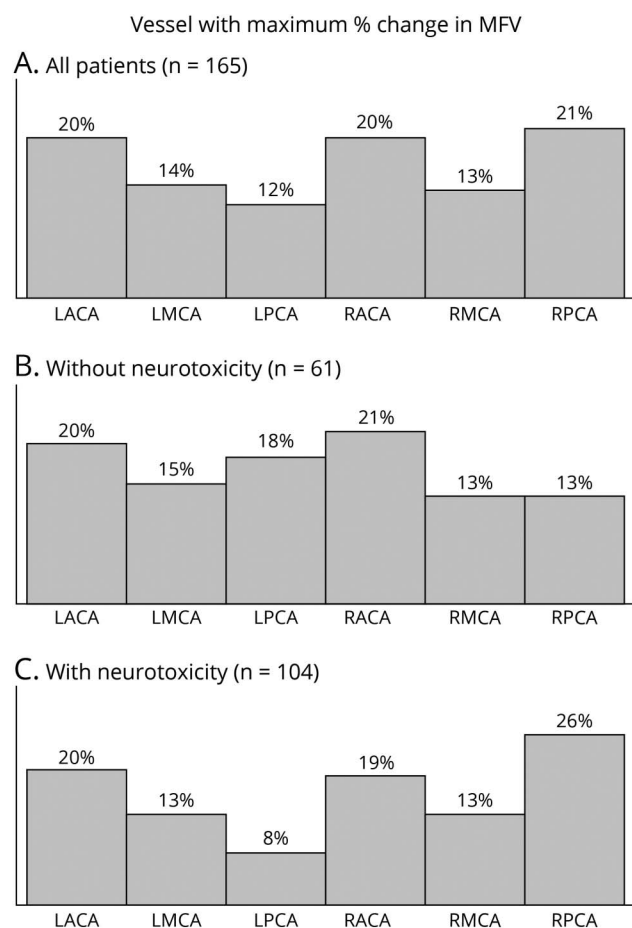 Vessel with maximum % change in MFV
A. All patients (n = 165)
20% 14% 12% 20% 13% 21%
LACA LMCA LPCA RACA RMCA RPCA
B. Without neurotoxicity (n = 61)
20% 15% 18% 21% 13% 13%
LACA LMCA LPCA RACA RMCA RPCA
C. With neurotoxicity (n = 104)
20% 13% 8% 19% 13% 26%
LACA LMCA LPCA RACA RMCA RPCA